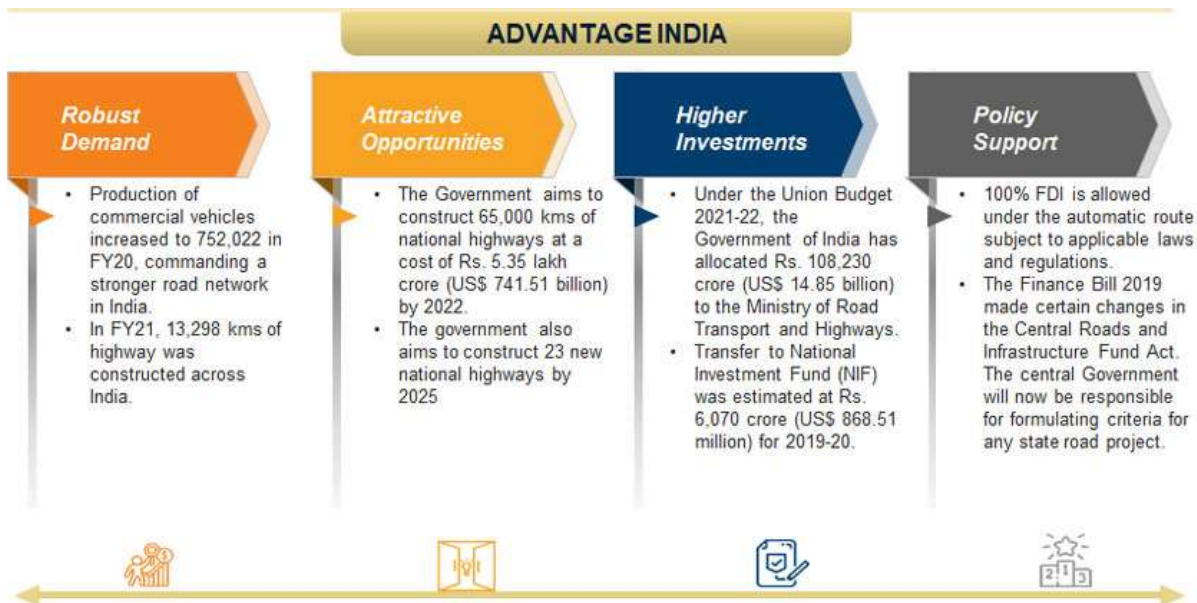 ADVANTAGE INDIA
Robust
Demand
• Production of
commercial vehicles
increased to 752,022 in
FY20, commanding a
stronger road network
in India.
• In FY21, 13,298 kms of
highway was
constructed across
India.
Attractive
Opportunities
• The Government aims to
construct 65,000 kms of
national highways at a
cost of Rs. 5.35 lakh
crore (US$ 741.51 billion)
by 2022.
• The government also
aims to construct 23 new
national highways by
2025
Higher
Investments
• Under the Union Budget
2021-22, the
Government of India has
allocated Rs. 108,230
crore (US$ 14.85 billion)
to the Ministry of Road
Transport and Highways.
• Transfer to National
Investment Fund (NIF)
was estimated at Rs.
6,070 crore (US$ 868.51
million) for 2019-20.
Policy
Support
• 100% FDI is allowed
under the automatic route
subject to applicable laws
and regulations.
• The Finance Bill 2019
made certain changes in
the Central Roads and
Infrastructure Fund Act.
The central Government
will now be responsible
for formulating criteria for
any state road project.
2 1 3